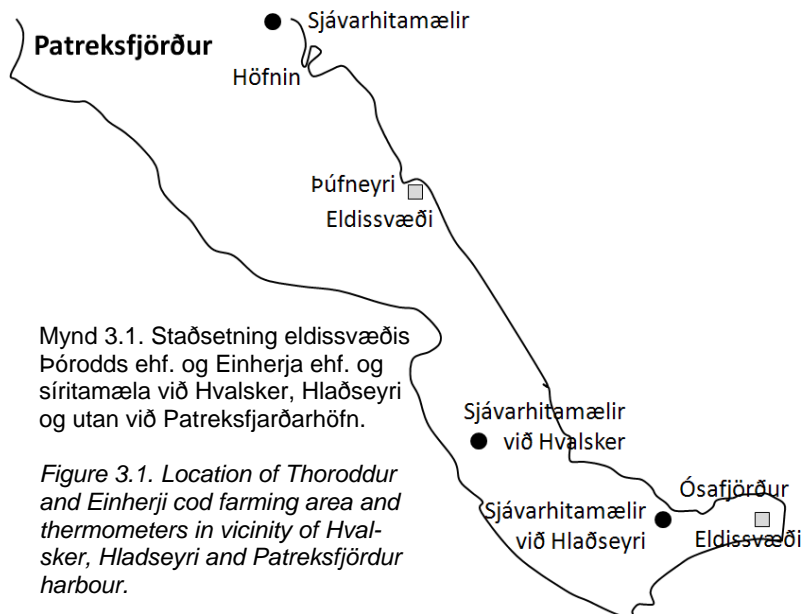 Sjávarhitamælir
Patreksfjörður
Höfnin
Þúfneyri
Eldissvæði
Mynd 3.1. Staðsetning eldissvæðis
Þórodds ehf. og Einherja ehf. og
síritamæla við Hvalsker, Hlaðseyri
og utan við Patreksfjarðarhöfn.
Sjávarhitamælir
við Hvalsker
Figure 3.1. Location of Thoroddur
and Einherji cod farming area and
thermometers in vicinity of Hval-
sker, Hladseyri and Patreksfjördur
harbour.
Ósafjörður
Sjávarhitamælir
við Hlaðseyri
Eldissvæði